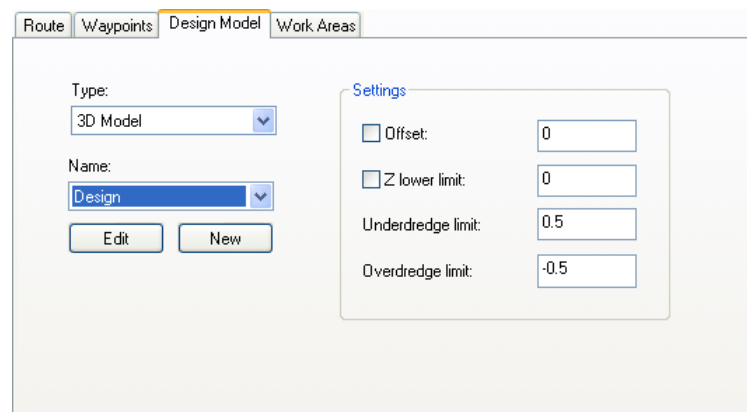 Route Waypoints Design Model Work Areas
Type:
3D Model
Name:
Design
Edit New
Settings
Offset: 0
Z lower limit: 0
Underdredge limit: 0.5
Overdredge limit: -0.5